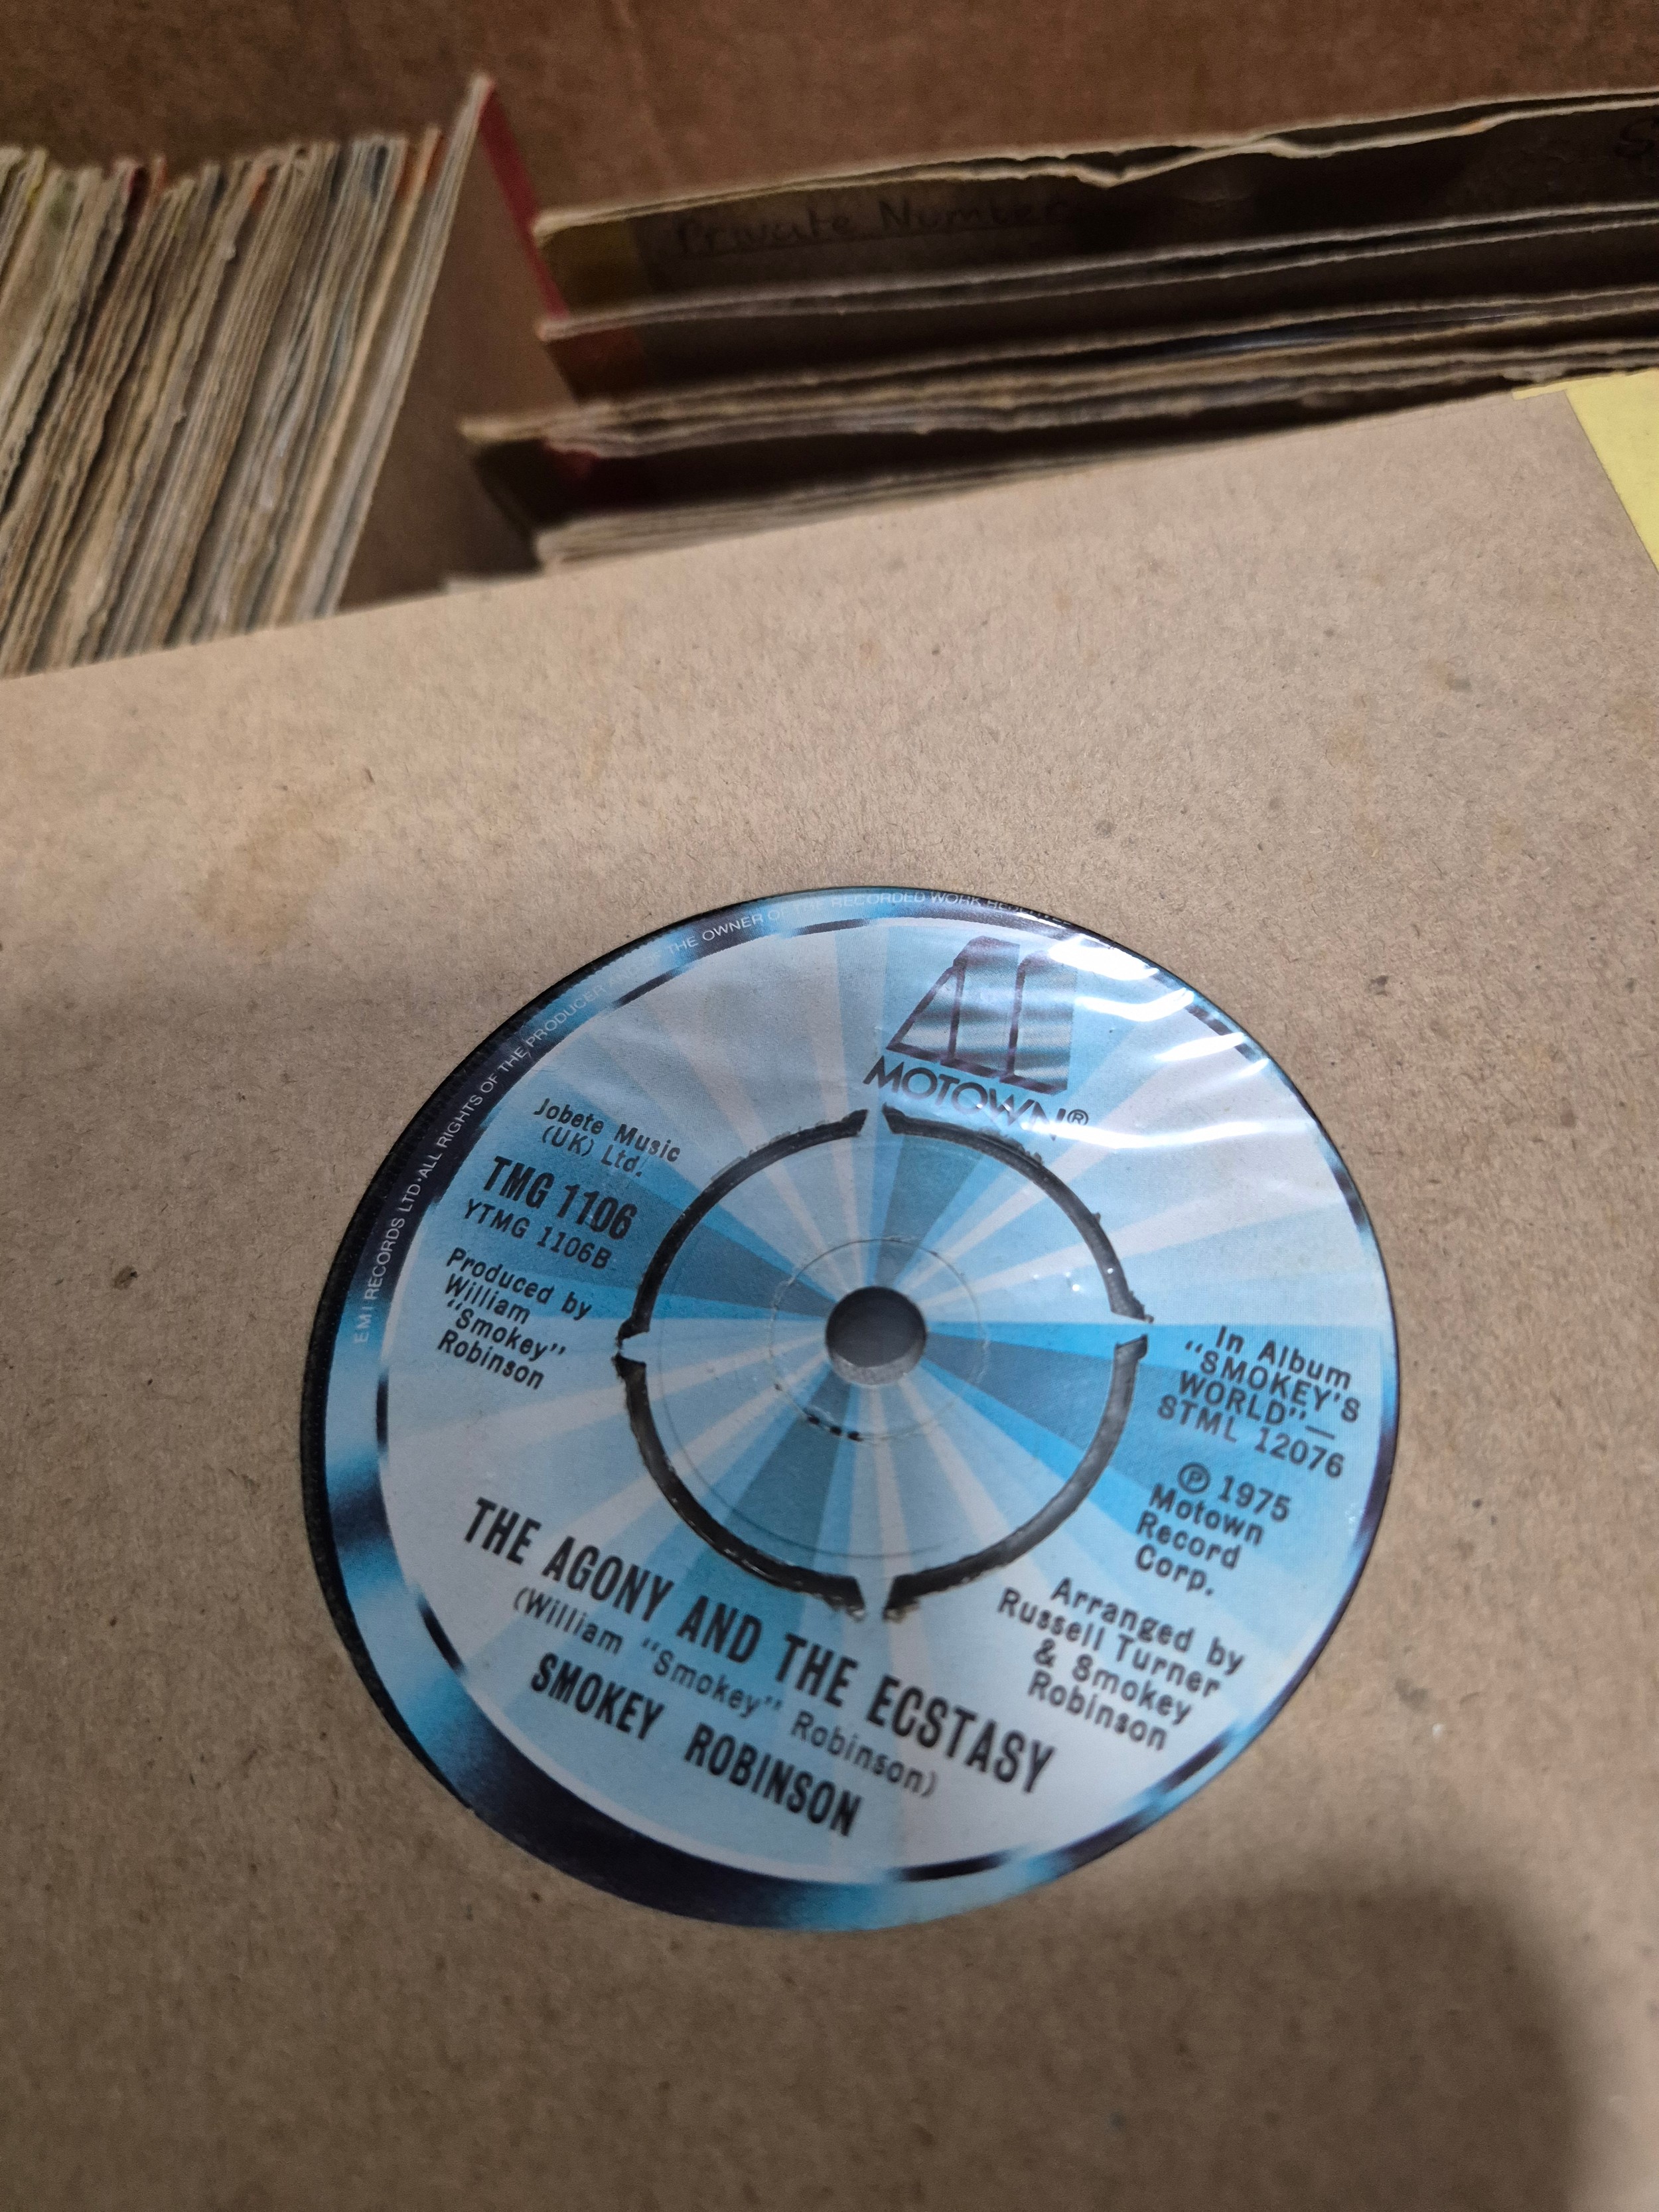 Private Number
EMI RECORDS LTD·ALL RIGHTS OF THE PRODUCER
THE OWNER OF THE RECORDED WORK
MOTOWN®
Jobete Music
(UK) Ltd.
TMG 1106
YTMG 1106B
Produced by
William
"Smokey"
Robinson
In Album
"SMOKEY'S
WORLD"—
STML 12076
Ⓟ 1975
Motown
Record
Corp.
Arranged by
Russell Turner
& Smokey
Robinson
THE AGONY AND THE ECSTASY
(William "Smokey" Robinson)
SMOKEY ROBINSON